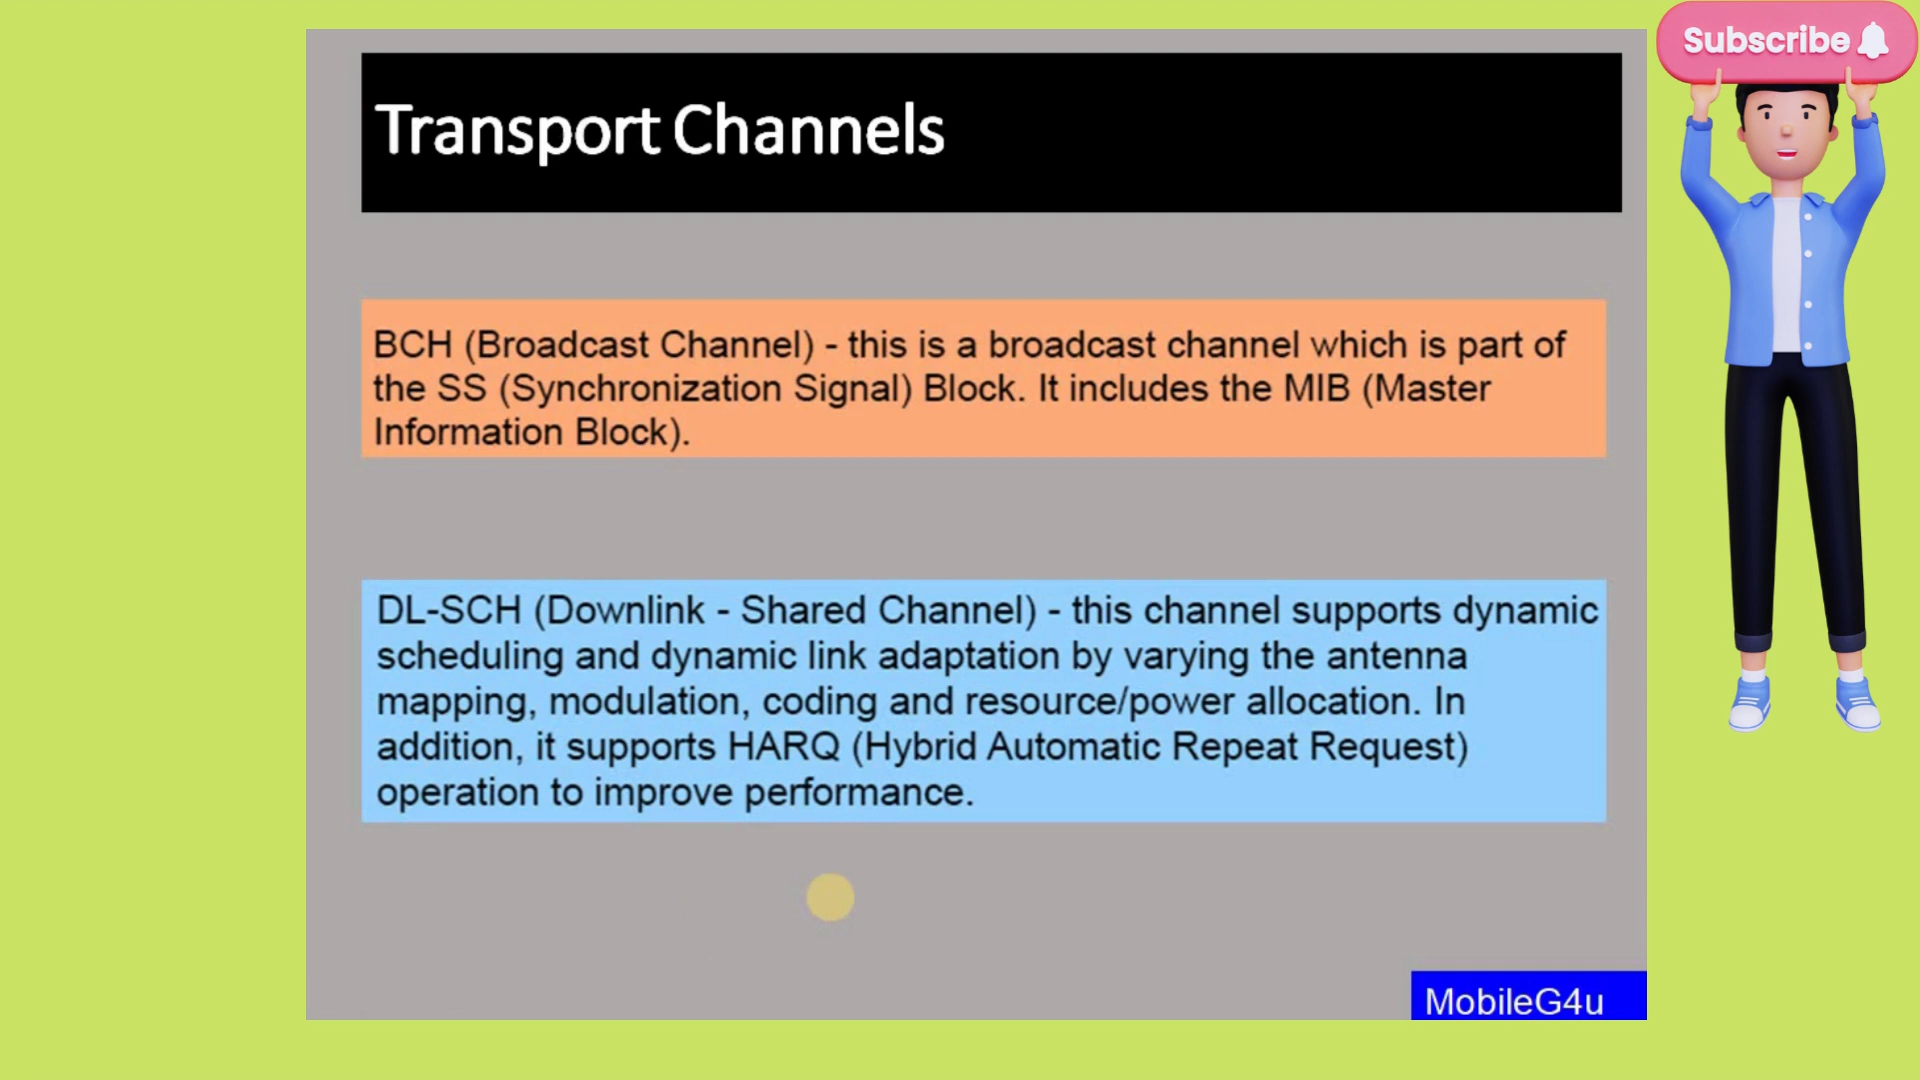 Subscribe
Transport Channels
BCH (Broadcast Channel) - this is a broadcast channel which is part of
the SS (Synchronization Signal) Block. It includes the MIB (Master
Information Block).
DL-SCH (Downlink - Shared Channel) - this channel supports dynamic
scheduling and dynamic link adaptation by varying the antenna
mapping, modulation, coding and resource/power allocation. In
addition, it supports HARQ (Hybrid Automatic Repeat Request)
operation to improve performance.
MobileG4u